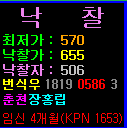 낙 찰
최저가 : 570
낙찰가 : 655
낙찰자 : 506
번식우 1819 0586 3
춘천장흥립
임신 4개월(KPN 1653)